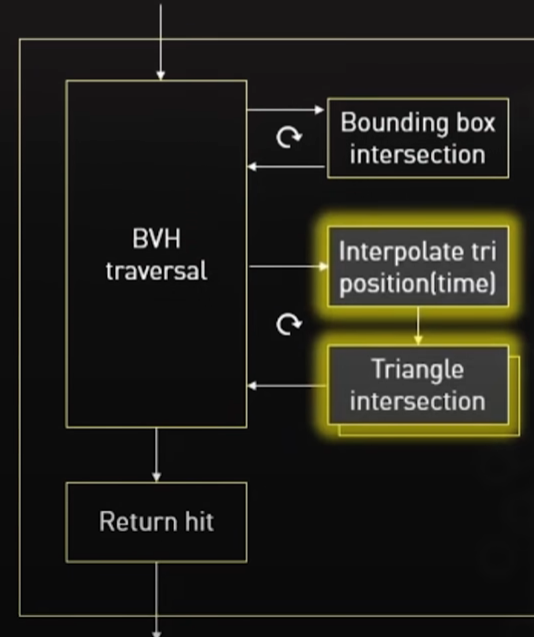 Bounding box
intersection
BVH
traversal
Interpolate tri
position(time)
Triangle
intersection
Return hit